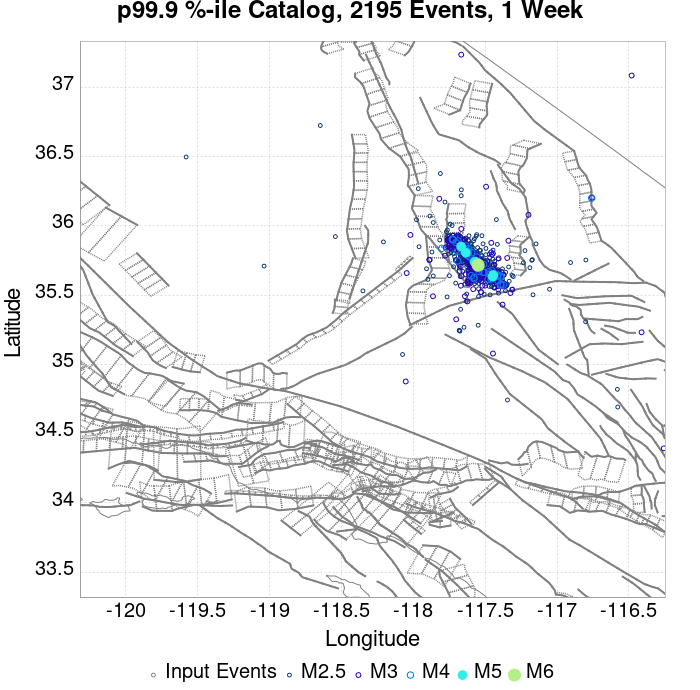 p99.9 %-ile Catalog, 2195 Events, 1 Week
37
36.5
36
35.5
35
34.5
34
33.5
Latitude
-120 -119.5 -119 -118.5 -118 -117.5 -117 -116.5
Longitude
Input Events M2.5 M3 M4 M5 M6